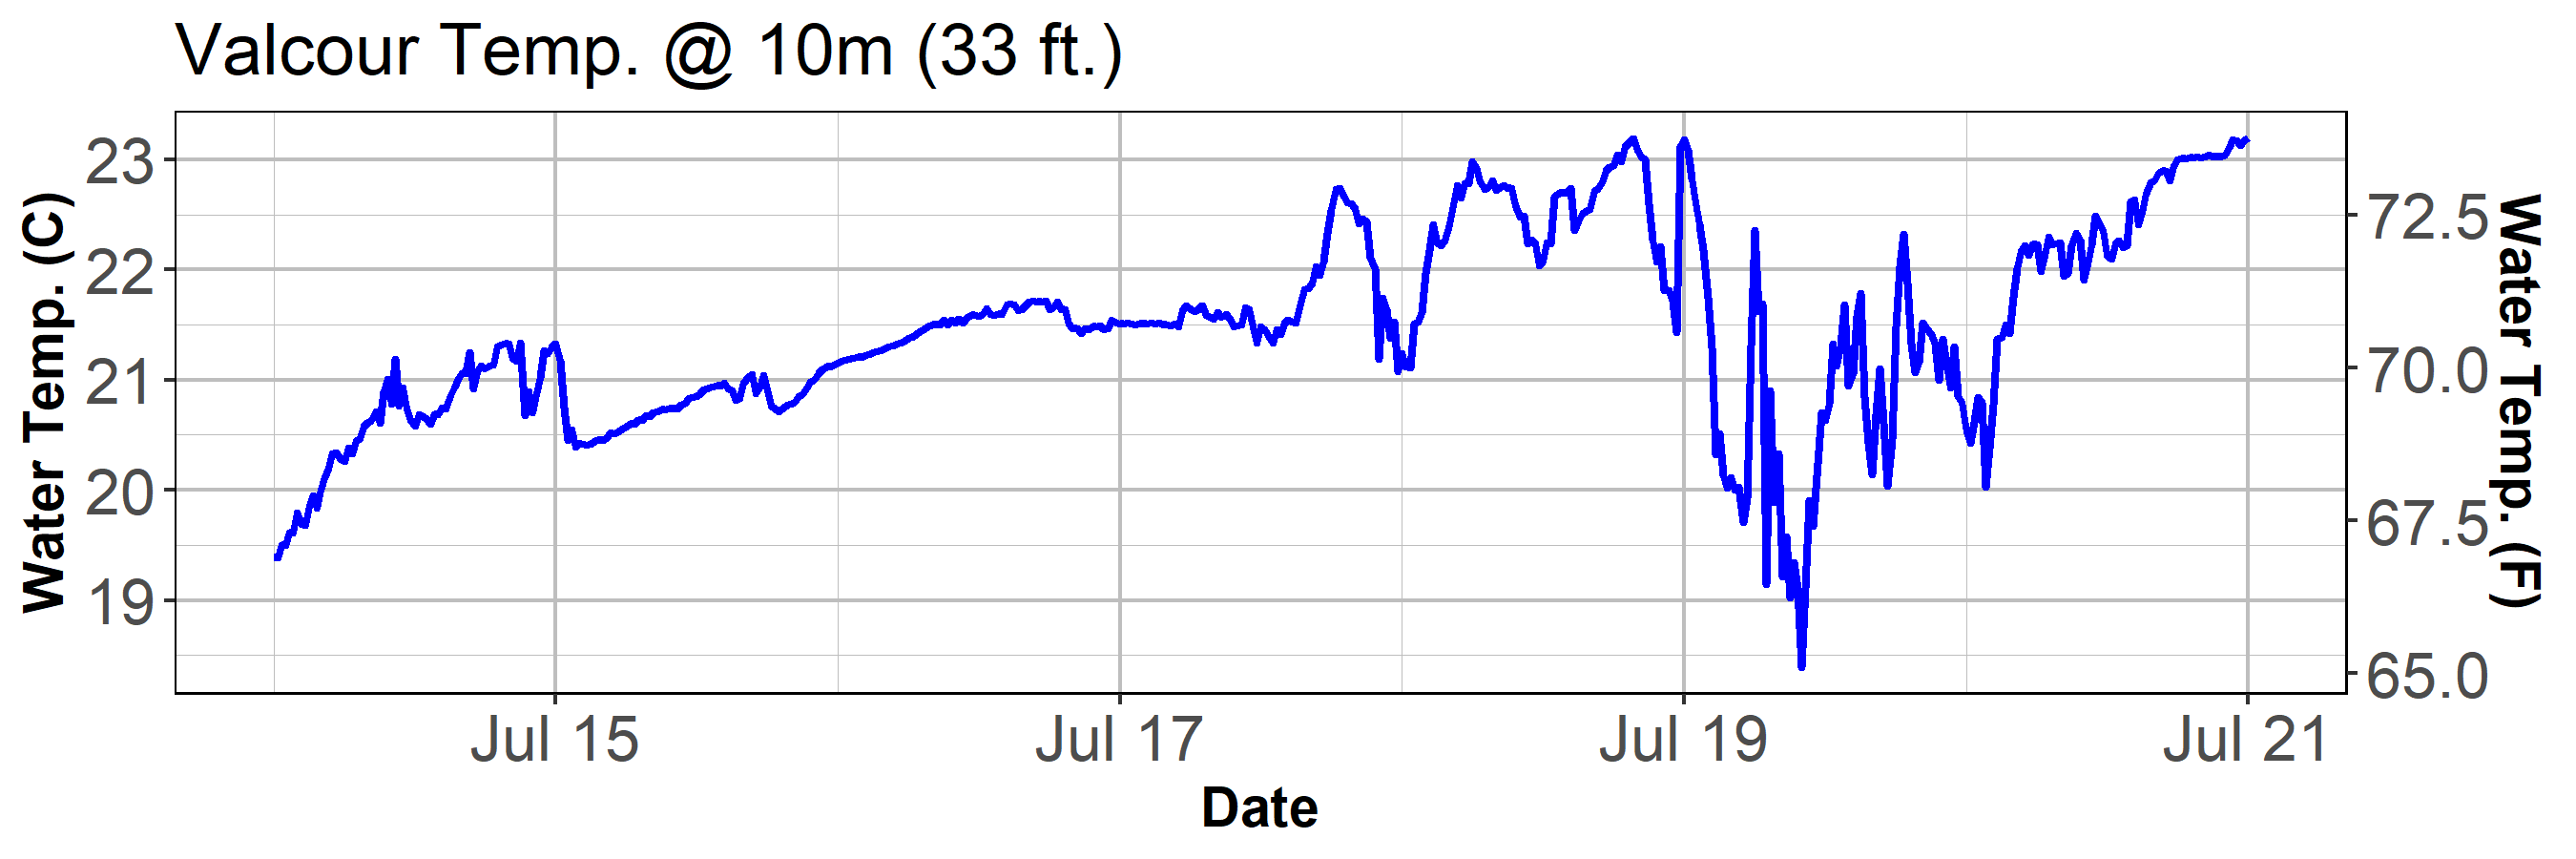 Valcour Temp. @ 10m (33 ft.)
Water Temp. (C)
23
22
21
20
19
72.5
70.0
67.5
65.0
Water Temp. (F)
Jul 15
Jul 17
Jul 19
Jul 21
Date